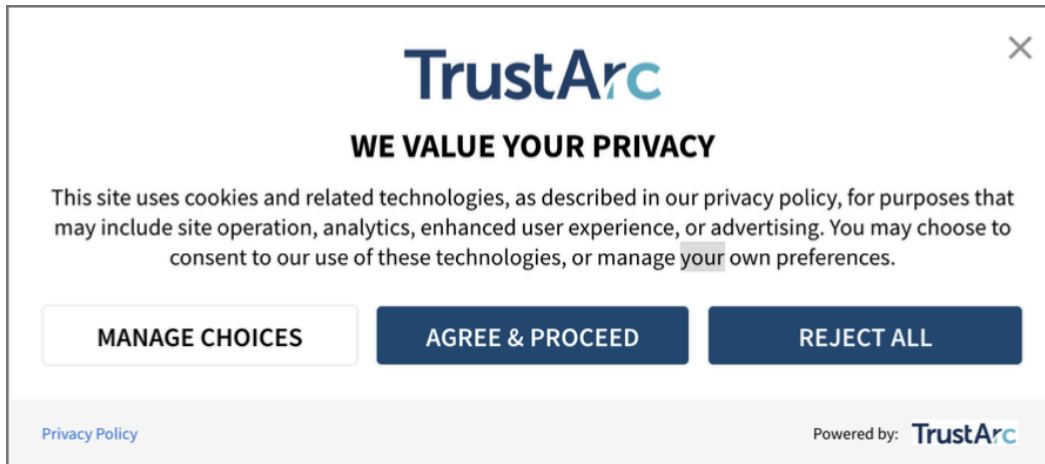 TrustArc
WE VALUE YOUR PRIVACY
This site uses cookies and related technologies, as described in our privacy policy, for purposes that
may include site operation, analytics, enhanced user experience, or advertising. You may choose to
consent to our use of these technologies, or manage your own preferences.
MANAGE CHOICES
AGREE & PROCEED
REJECT ALL
Privacy Policy
Powered by: TrustArc